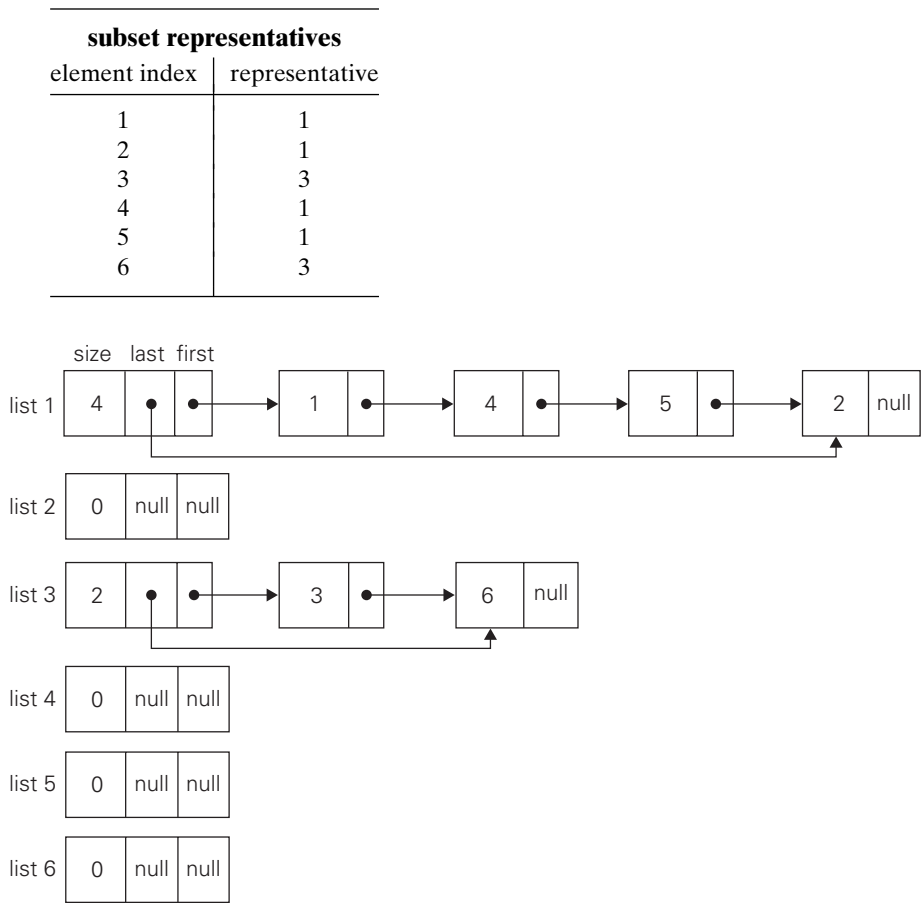 subset representatives
element index representative
1 1
2 1
3 3
4 1
5 1
6 3
size last first
list 1 4 1 4 5 2 null
list 2 0 null null
list 3 2 3 6 null
list 4 0 null null
list 5 0 null null
list 6 0 null null